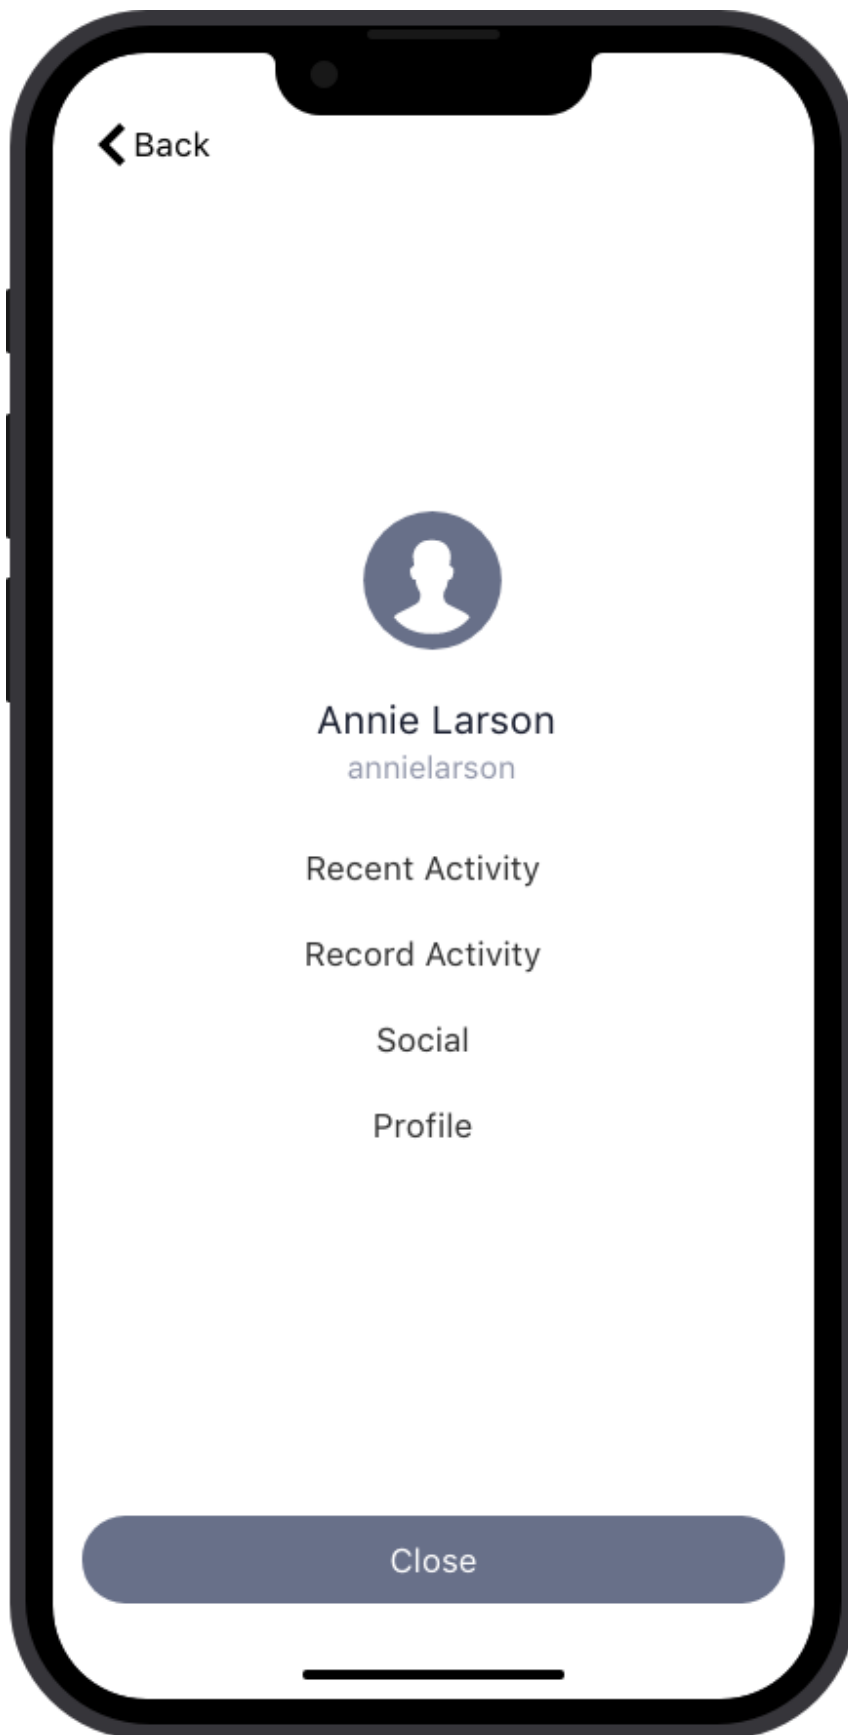 Back
Annie Larson
annielarson
Recent Activity
Record Activity
Social
Profile
Close